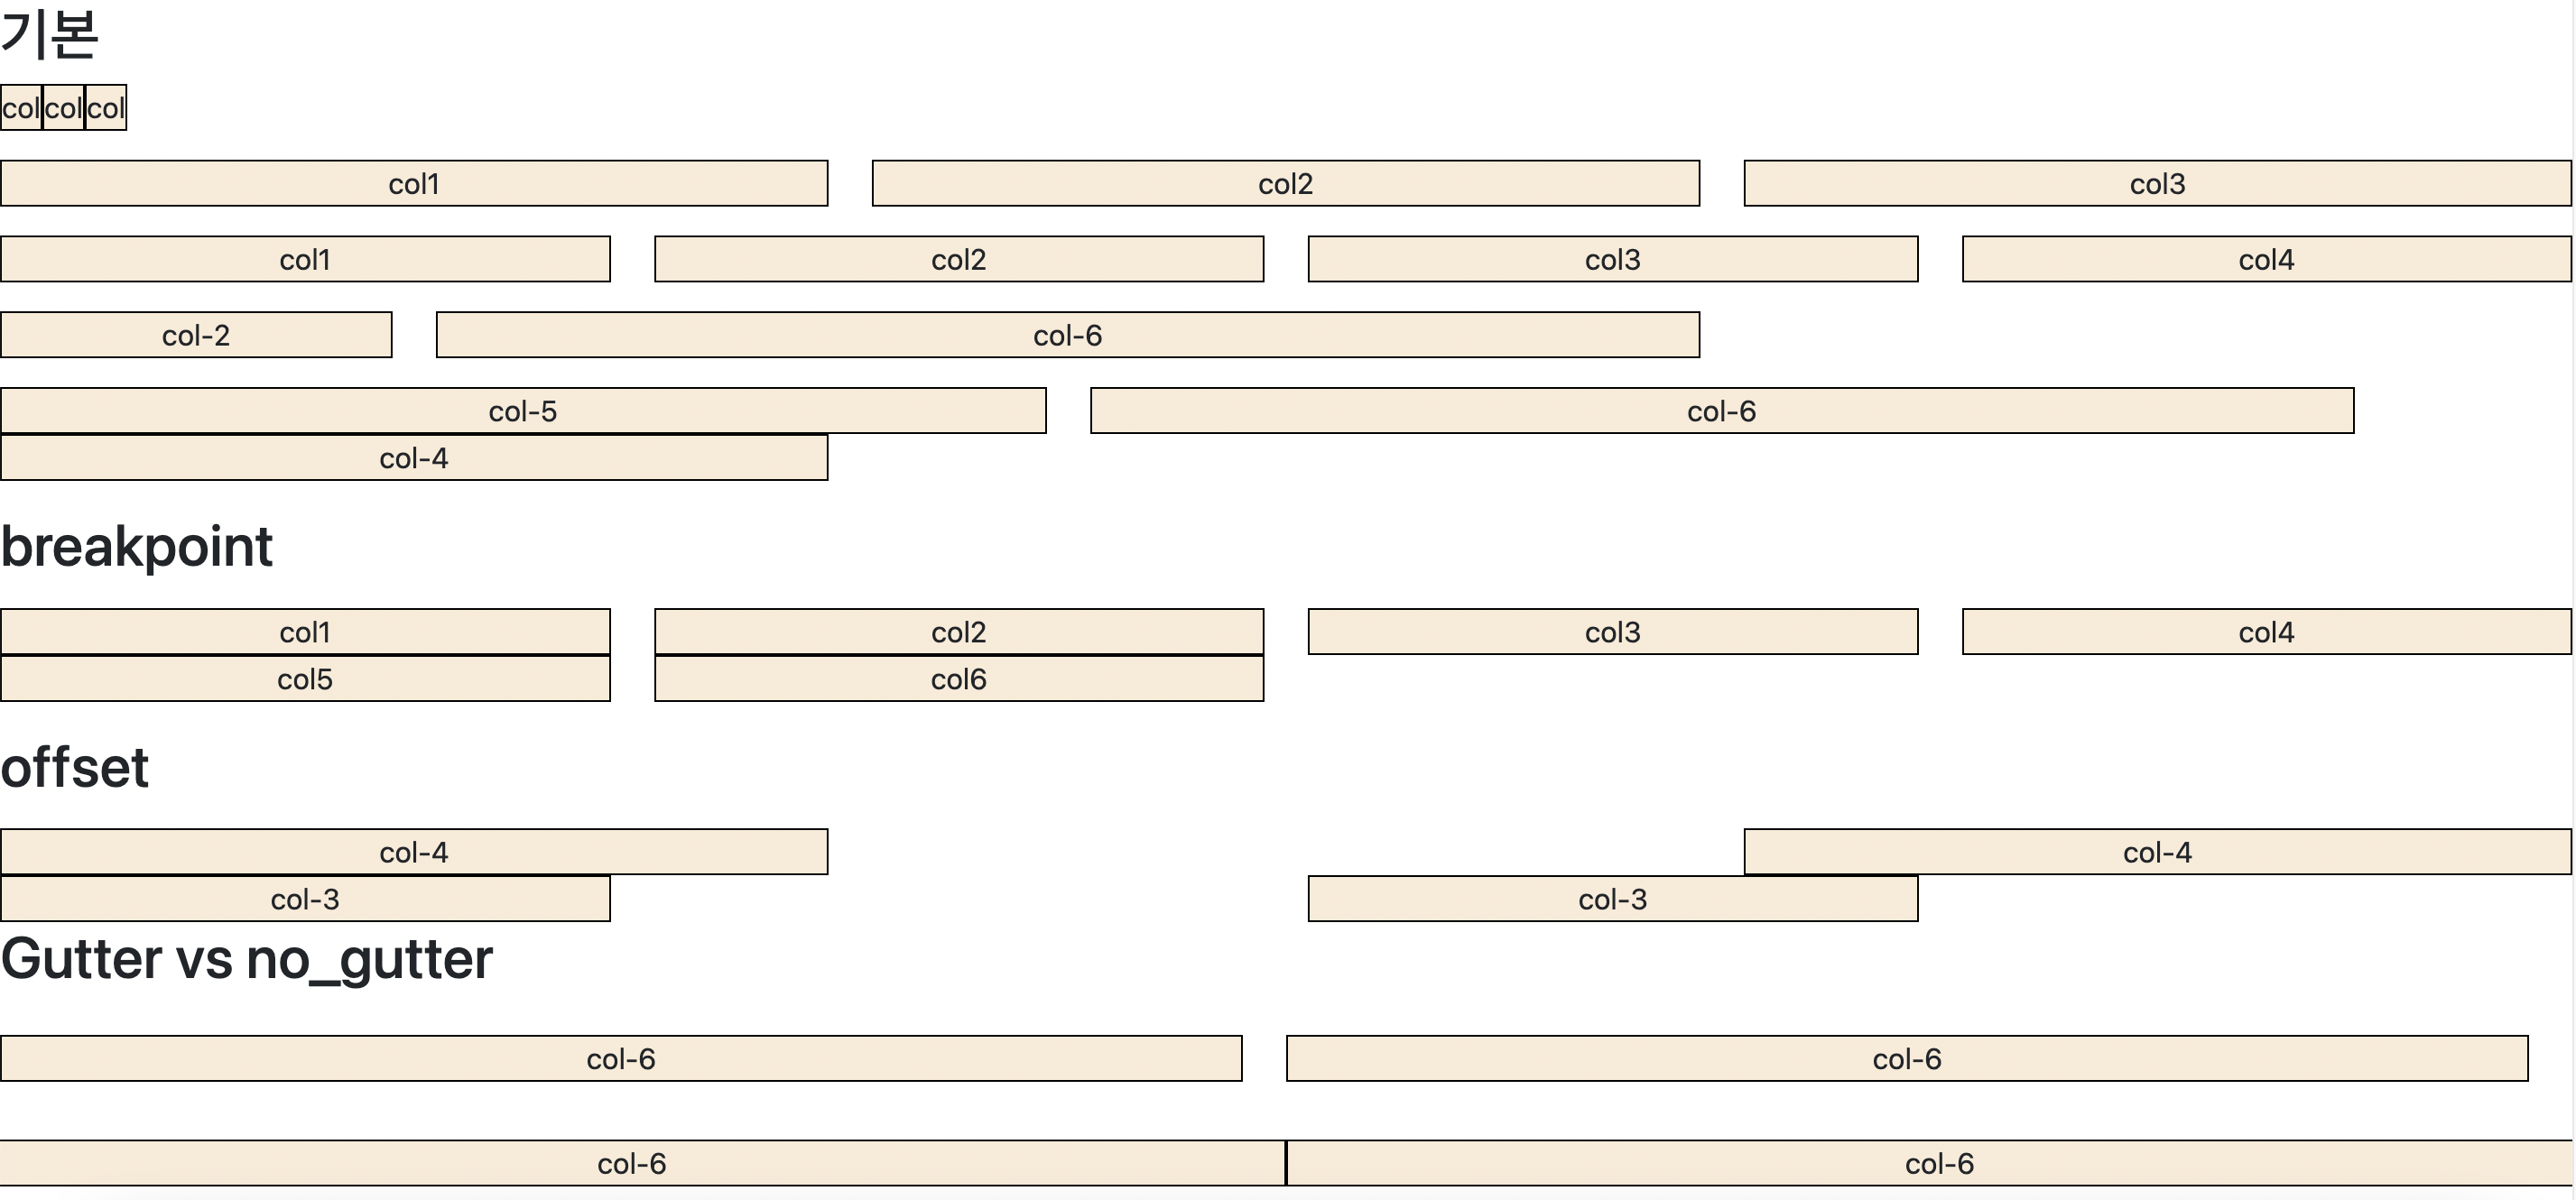 기본
col col col
col1 col2 col3
col1 col2 col3 col4
col-2 col-6
col-5 col-6
col-4
breakpoint
col1 col2 col3 col4
col5 col6
offset
col-4 col-4
col-3 col-3
Gutter vs no_gutter
col-6 col-6
col-6 col-6